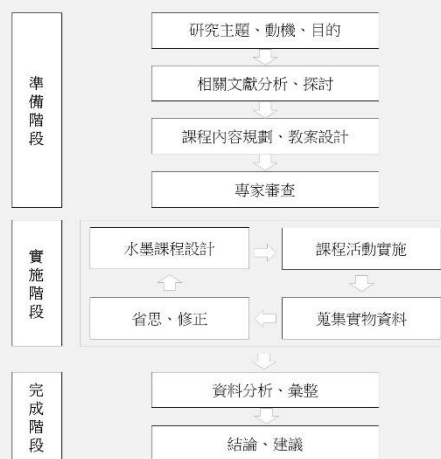 準備階段
研究主題、動機、目的
相關文獻分析、探討
課程內容規劃、教案設計
專家審查
實施階段
水墨課程設計
課程活動實施
省思、修正
蒐集實物資料
完成階段
資料分析、彙整
結論、建議